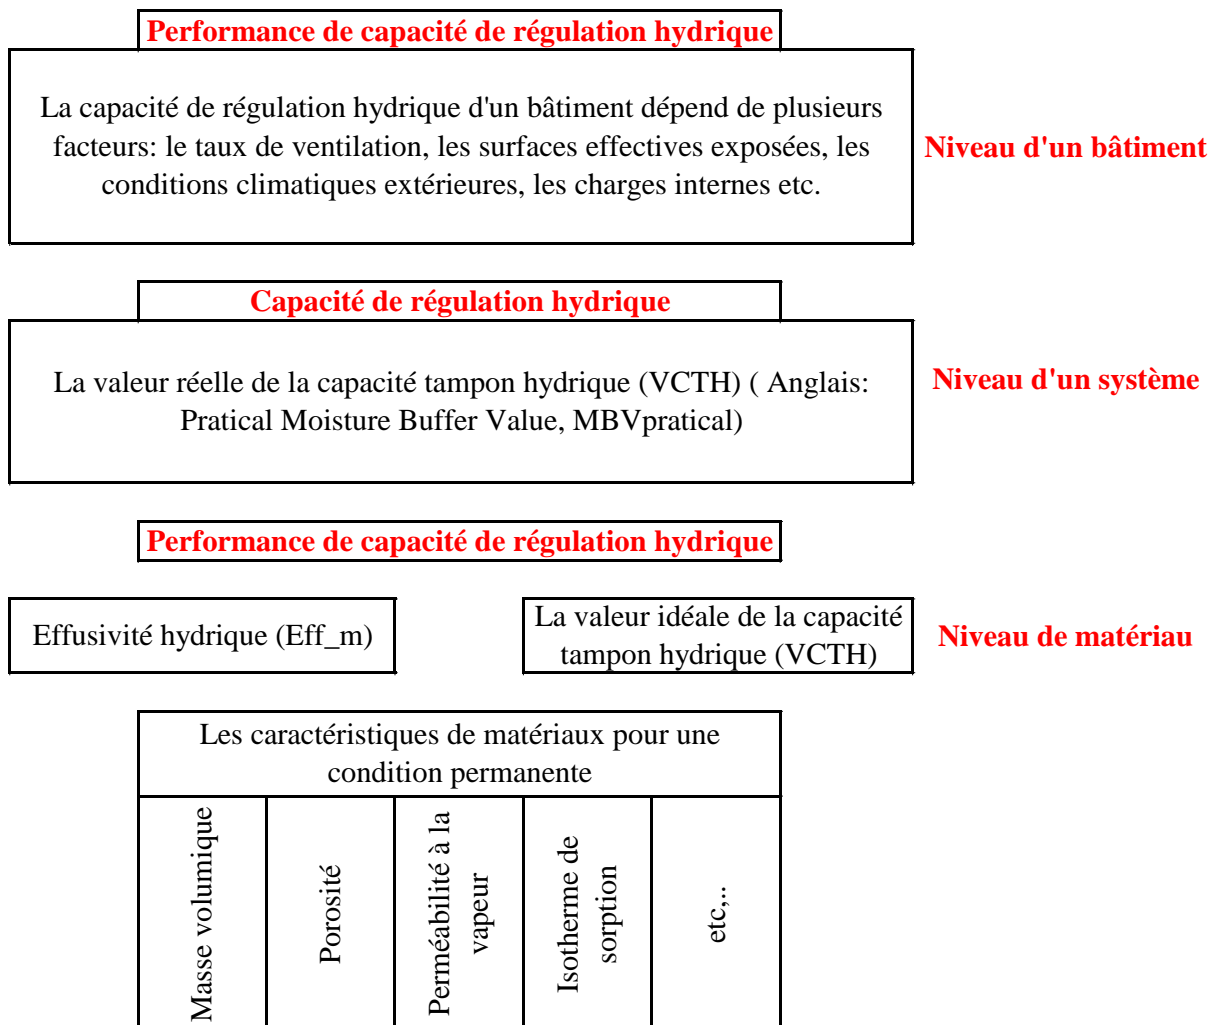 Performance de capacité de régulation hydrique
La capacité de régulation hydrique d'un bâtiment dépend de plusieurs
facteurs: le taux de ventilation, les surfaces effectives exposées, les
conditions climatiques extérieures, les charges internes etc.
Niveau d'un bâtiment
Capacité de régulation hydrique
La valeur réelle de la capacité tampon hydrique (VCTH) ( Anglais:
Pratical Moisture Buffer Value, MBVpratical)
Niveau d'un système
Performance de capacité de régulation hydrique
Effusivité hydrique (Eff_m)
La valeur idéale de la capacité
tampon hydrique (VCTH)
Niveau de matériau
Les caractéristiques de matériaux pour une
condition permanente
Masse volumique
Porosité
Perméabilité à la
vapeur
Isotherme de
sorption
etc,..